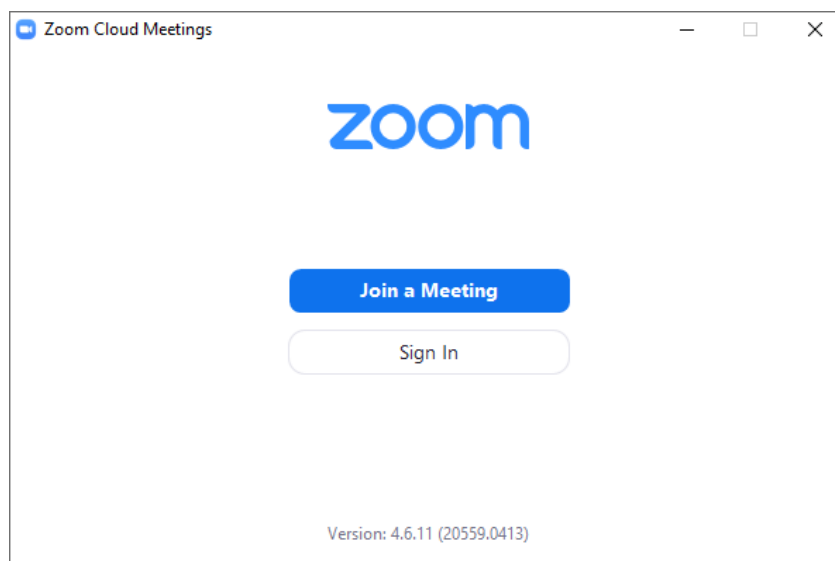 Zoom Cloud Meetings
zoom
Join a Meeting
Sign In
Version: 4.6.11 (20559.0413)